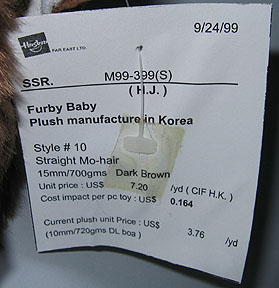 9/24/99
Hasbro
FAR EAST LTD.
SSR. M99-399(S)
(H.J.)
Furby Baby
Plush manufacture in Korea
Style # 10
Straight Mo-hair
15mm/700gms Dark Brown
Unit price : US$ 7.20 /yd ( CIF H.K. )
Cost impact per pc toy : US$ 0.164
Current plush unit Price : US$ 3.76 /yd
(10mm/720gms DL boa )